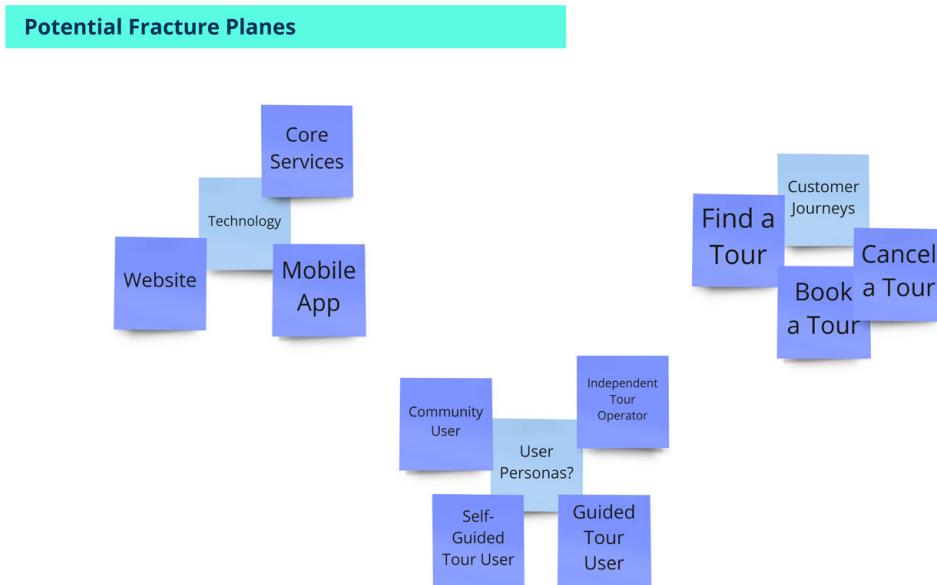 Potential Fracture Planes
Core
Services
Technology
Website
Mobile
App
Customer
Journeys
Find a
Tour
Cancel
a Tour
Book
a Tour
Community
User
Independent
Tour
Operator
User
Personas?
Self-
Guided
Tour User
Guided
Tour
User